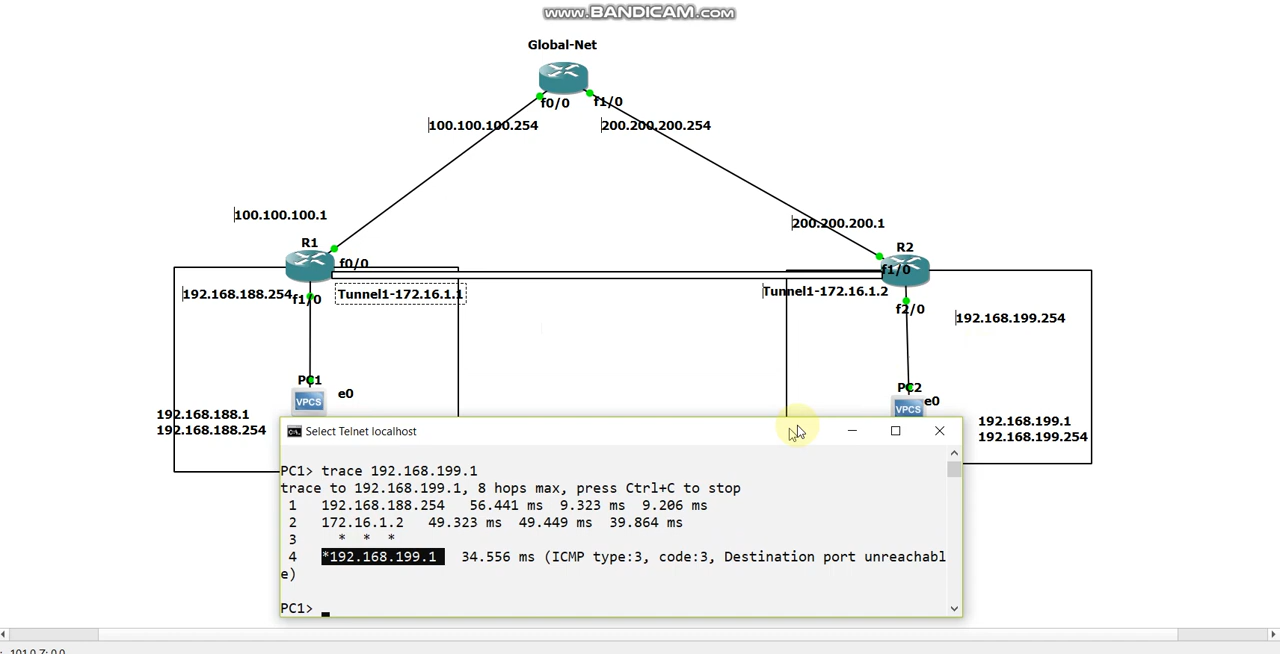 www.BANDICAM.com
Global-Net
f0/0
f1/0
100.100.100.254
200.200.200.254
100.100.100.1
200.200.200.1
R1
R2
f0/0
f1/0
192.168.188.254
f1/0
Tunnel1-172.16.1.1
Tunnel1-172.16.1.2
f2/0
192.168.199.254
PC1
e0
VPCS
PC2
e0
VPCS
192.168.188.1
192.168.188.254
192.168.199.1
192.168.199.254
Select Telnet localhost
PC1> trace 192.168.199.1
trace to 192.168.199.1, 8 hops max, press Ctrl+C to stop
1 192.168.188.254 56.441 ms 9.323 ms 9.206 ms
2 172.16.1.2 49.323 ms 49.449 ms 39.864 ms
3 * * *
4 *192.168.199.1 34.556 ms (ICMP type:3, code:3, Destination port unreachabl
e)
PC1>